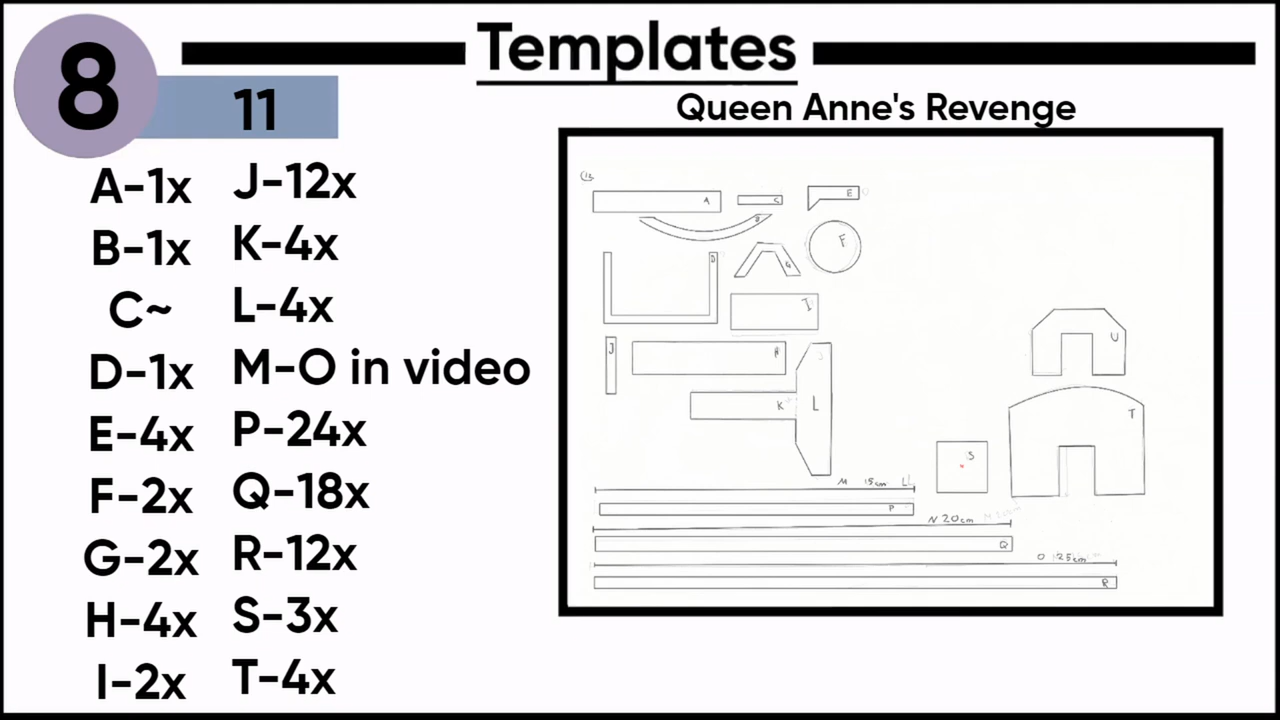 8
11
Templates
Queen Anne's Revenge
A-1x
B-1x
C~
D-1x
E-4x
F-2x
G-2x
H-4x
I-2x
J-12x
K-4x
L-4x
M-O in video
P-24x
Q-18x
R-12x
S-3x
T-4x
A
E
F
D
G
I
J
U
K
L
T
S
M 15cm
P
N 20cm
Q
O 25cm
R